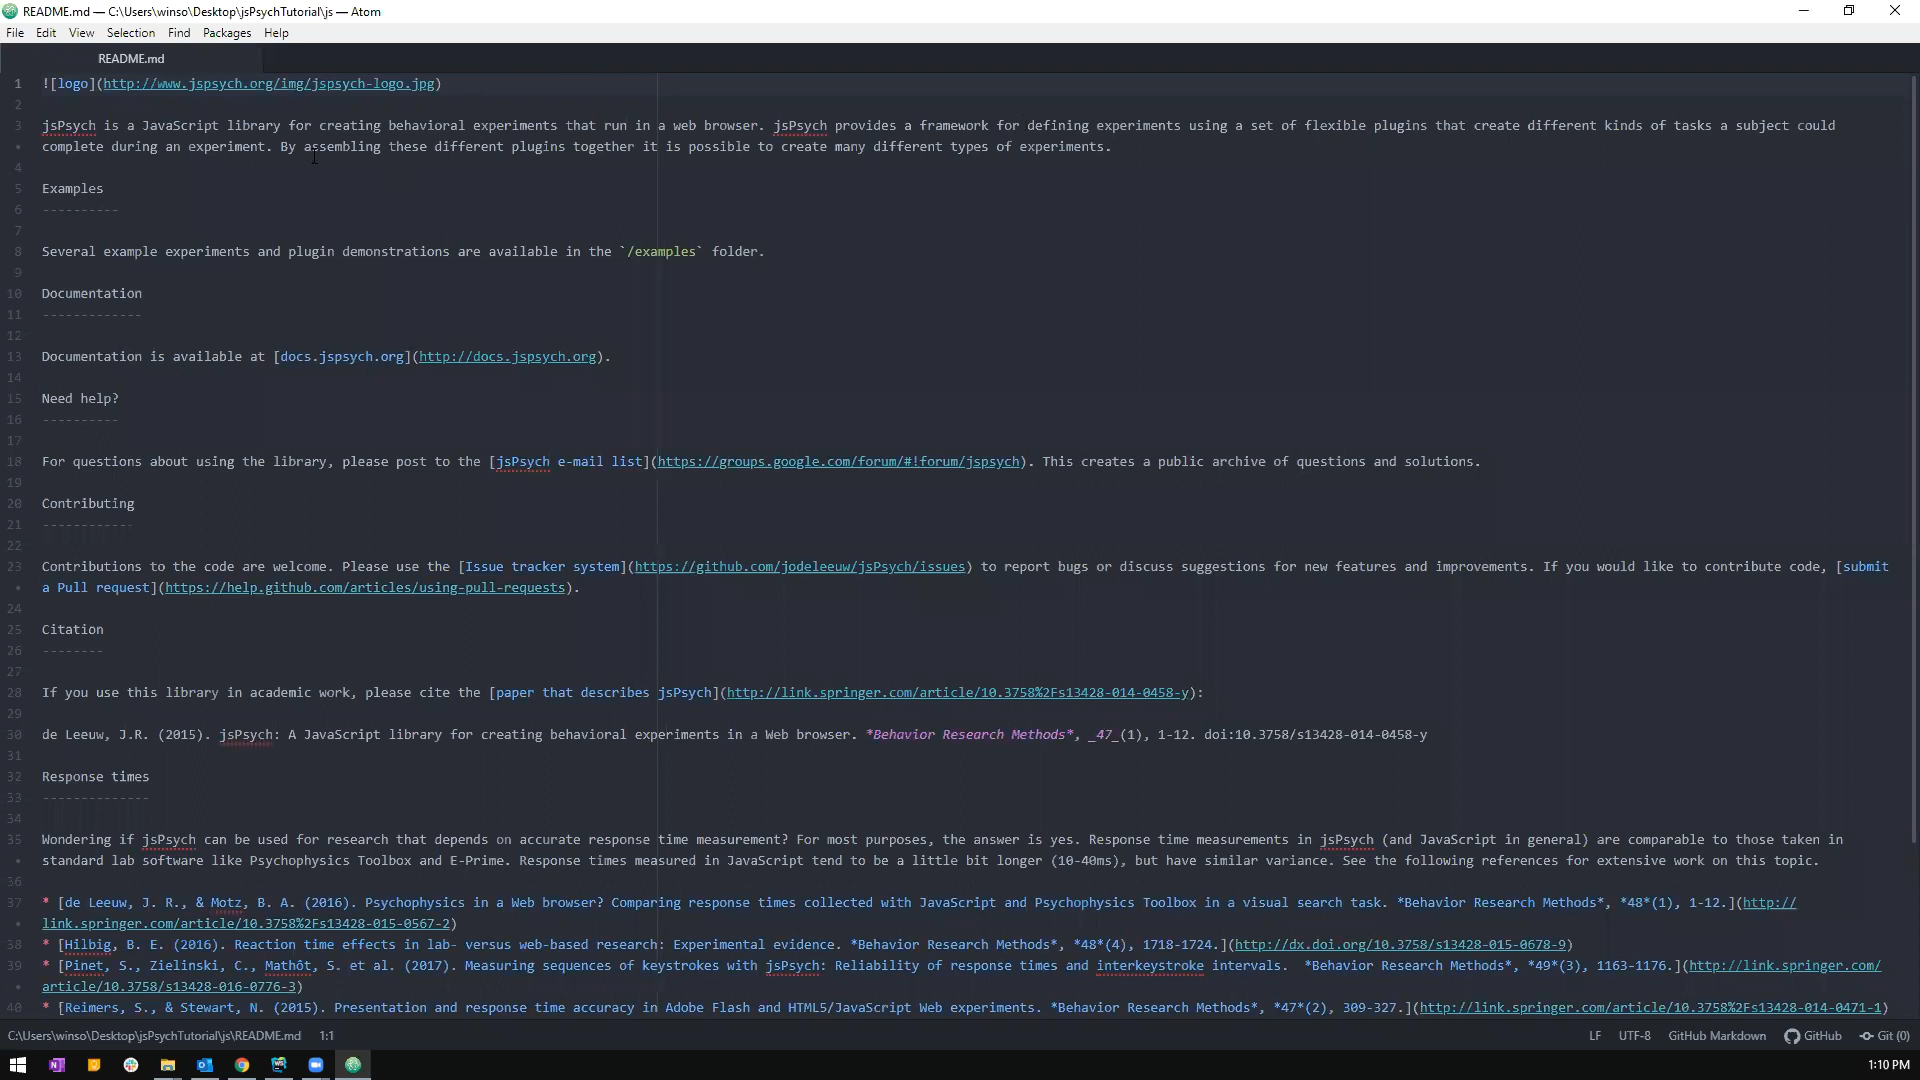 README.md — C:\Users\winso\Desktop\jsPsychTutorial\js — Atom
File Edit View Selection Find Packages Help
README.md
1 ![logo](http://www.jspsych.org/img/jspsych-logo.jpg)
2
3 jsPsych is a JavaScript library for creating behavioral experiments that run in a web browser. jsPsych provides a framework for defining experiments using a set of flexible plugins that create different kinds of tasks a subject could
• complete during an experiment. By assembling these different plugins together it is possible to create many different types of experiments.
4
5 Examples
6 ----------
7
8 Several example experiments and plugin demonstrations are available in the `/examples` folder.
9
10 Documentation
11 -------------
12
13 Documentation is available at [docs.jspsych.org](http://docs.jspsych.org).
14
15 Need help?
16 ----------
17
18 For questions about using the library, please post to the [jsPsych e-mail list](https://groups.google.com/forum/#!forum/jspsych). This creates a public archive of questions and solutions.
19
20 Contributing
21 ------------
22
23 Contributions to the code are welcome. Please use the [Issue tracker system](https://github.com/jodeleeuw/jsPsych/issues) to report bugs or discuss suggestions for new features and improvements. If you would like to contribute code, [submit
• a Pull request](https://help.github.com/articles/using-pull-requests).
24
25 Citation
26 --------
27
28 If you use this library in academic work, please cite the [paper that describes jsPsych](http://link.springer.com/article/10.3758%2Fs13428-014-0458-y):
29
30 de Leeuw, J.R. (2015). jsPsych: A JavaScript library for creating behavioral experiments in a Web browser. *Behavior Research Methods*, _47_(1), 1-12. doi:10.3758/s13428-014-0458-y
31
32 Response times
33 --------------
34
35 Wondering if jsPsych can be used for research that depends on accurate response time measurement? For most purposes, the answer is yes. Response time measurements in jsPsych (and JavaScript in general) are comparable to those taken in
• standard lab software like Psychophysics Toolbox and E-Prime. Response times measured in JavaScript tend to be a little bit longer (10-40ms), but have similar variance. See the following references for extensive work on this topic.
36
37 * [de Leeuw, J. R., & Motz, B. A. (2016). Psychophysics in a Web browser? Comparing response times collected with JavaScript and Psychophysics Toolbox in a visual search task. *Behavior Research Methods*, *48*(1), 1-12.](http://
• link.springer.com/article/10.3758%2Fs13428-015-0567-2)
38 * [Hilbig, B. E. (2016). Reaction time effects in lab- versus web-based research: Experimental evidence. *Behavior Research Methods*, *48*(4), 1718-1724.](http://dx.doi.org/10.3758/s13428-015-0678-9)
39 * [Pinet, S., Zielinski, C., Mathôt, S. et al. (2017). Measuring sequences of keystrokes with jsPsych: Reliability of response times and interkeystroke intervals.  *Behavior Research Methods*, *49*(3), 1163-1176.](http://link.springer.com/
• article/10.3758/s13428-016-0776-3)
40 * [Reimers, S., & Stewart, N. (2015). Presentation and response time accuracy in Adobe Flash and HTML5/JavaScript Web experiments. *Behavior Research Methods*, *47*(2), 309-327.](http://link.springer.com/article/10.3758/s13428-014-0471-1)
C:\Users\winso\Desktop\jsPsychTutorial\js\README.md 1:1 LF UTF-8 GitHub Markdown GitHub Git (0)
1:10 PM